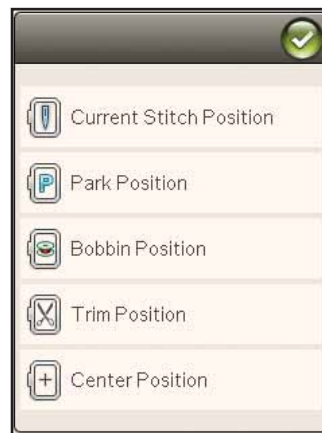 Current Stitch Position
P Park Position
Bobbin Position
Trim Position
Center Position